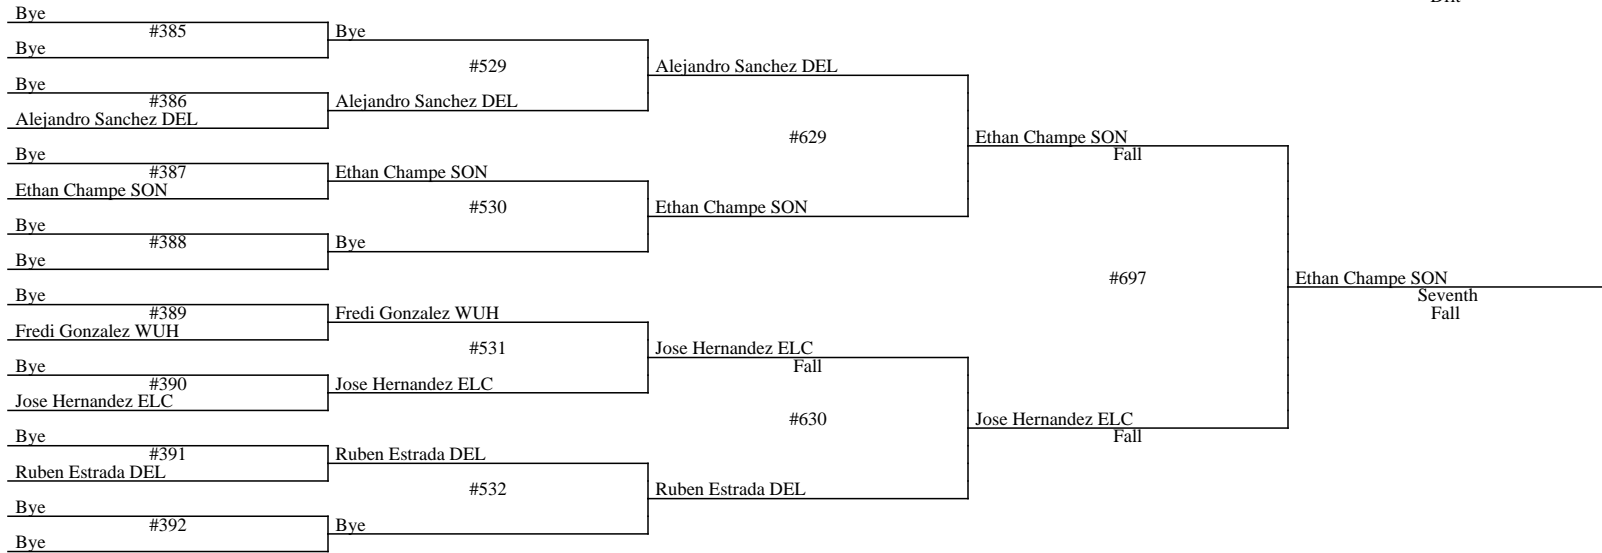 Bye
#385
Bye
Bye
#386
Alejandro Sanchez DEL
Bye
#387
Ethan Champe SON
Bye
#388
Bye
Bye
#389
Fredi Gonzalez WUH
Bye
#390
Jose Hernandez ELC
Bye
#391
Ruben Estrada DEL
Bye
#392
Bye
Bye
#529
Alejandro Sanchez DEL
Ethan Champe SON
#530
Bye
Fredi Gonzalez WUH
#531
Jose Hernandez ELC
Ruben Estrada DEL
#532
Bye
Alejandro Sanchez DEL
#629
Ethan Champe SON
Jose Hernandez ELC
Fall
#630
Ruben Estrada DEL
Ethan Champe SON
Fall
#697
Jose Hernandez ELC
Fall
Ethan Champe SON
Seventh
Fall